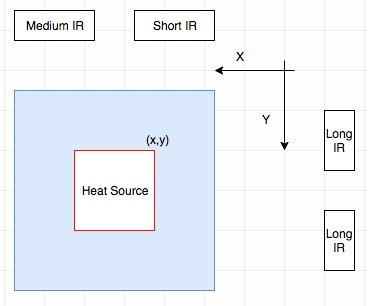 Medium IR
Short IR
X
Y
(x,y)
Heat Source
Long
IR
Long
IR